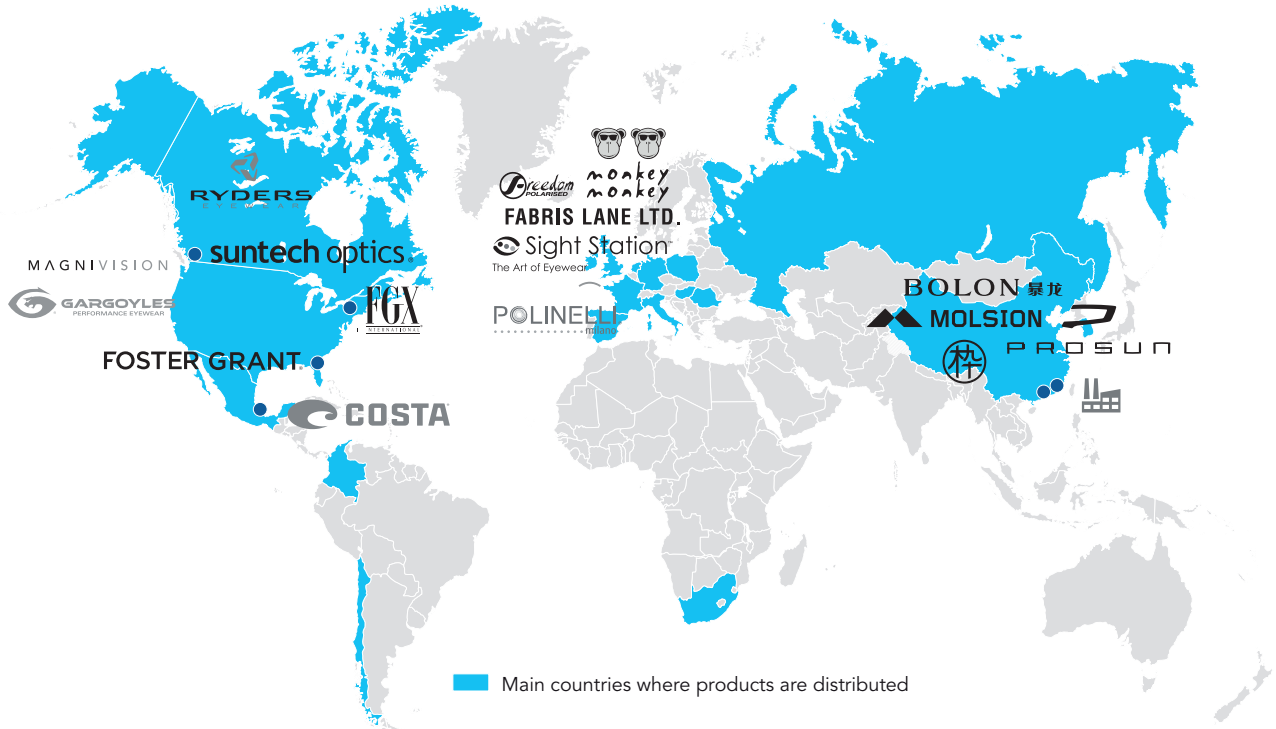 RYDERS
EYEWEAR
suntech optics®
MAGNIVISION
GARGOYLES
PERFORMANCE EYEWEAR
FGX
INTERNATIONAL
FOSTER GRANT
COSTA
Freedom
POLARISED
monkey
monkey
FABRIS LANE LTD.
Sight Station
The Art of Eyewear
POLINELLI
milano
BOLON 暴龙
MOLSION
PROSUN
枠
Main countries where products are distributed